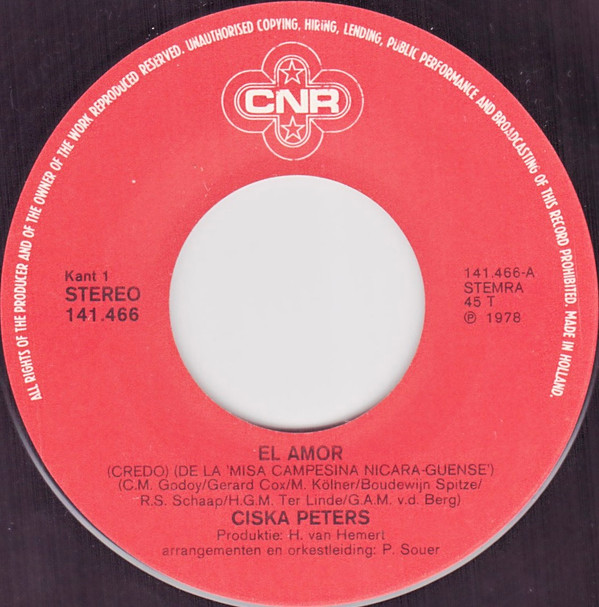 ALL RIGHTS OF THE PRODUCER AND OF THE OWNER OF THE WORK REPRODUCED RESERVED. UNAUTHORISED COPYING, HIRING, LENDING, PUBLIC PERFORMANCE AND BROADCASTING OF THIS RECORD PROHIBITED. MADE IN HOLLAND.
CNR
Kant 1
STEREO
141.466
141.466-A
STEMRA
45 T
℗ 1978
EL AMOR
(CREDO) (DE LA 'MISA CAMPESINA NICARA-GUENSE')
(C.M. Godoy/Gerard Cox/M. Kölher/Boudewijn Spitze/
R.S. Schaap/H.G.M. Ter Linde/G.A.M. v.d. Berg)
CISKA PETERS
Produktie: H. van Hemert
arrangementen en orkestleiding: P. Souer